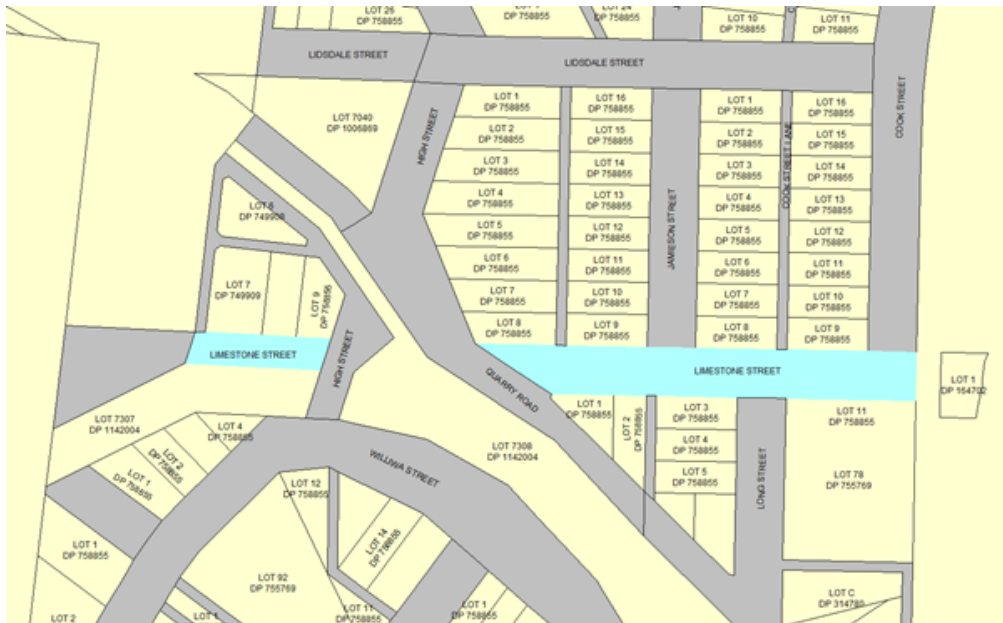 LOT 26
DP 758855
LOT 24
LOT 10
DP 758855
LOT 11
DP 758855
LIDSDALE STREET
LIDSDALE STREET
COOK STREET
LOT 7040
DP 1006869
HIGH STREET
LOT 1
DP 758855
LOT 16
DP 758855
LOT 1
DP 758855
LOT 16
DP 758855
LOT 2
DP 758855
LOT 15
DP 758855
LOT 2
DP 758855
LOT 15
DP 758855
COOK STREET LANE
LOT 3
DP 758855
LOT 14
DP 758855
LOT 3
DP 758855
LOT 14
DP 758855
LOT 4
DP 758855
LOT 13
DP 758855
LOT 4
DP 758855
LOT 13
DP 758855
LOT 6
DP 749908
JAMIESON STREET
LOT 5
DP 758855
LOT 12
DP 758855
LOT 5
DP 758855
LOT 12
DP 758855
LOT 6
DP 758855
LOT 11
DP 758855
LOT 6
DP 758855
LOT 11
DP 758855
LOT 7
DP 749909
LOT 9
DP 758855
LOT 7
DP 758855
LOT 10
DP 758855
LOT 7
DP 758855
LOT 10
DP 758855
LOT 8
DP 758855
LOT 9
DP 758855
LOT 8
DP 758855
LOT 9
DP 758855
LIMESTONE STREET
HIGH STREET
QUARRY ROAD
LIMESTONE STREET
LOT 1
DP 164702
LOT 7307
DP 1142004
LOT 4
DP 758855
LOT 1
DP 758855
LOT 2
DP 758855
LOT 3
DP 758855
LOT 11
DP 758855
LOT 2
DP 758855
LOT 1
DP 758855
LOT 7308
DP 1142004
LOT 4
DP 758855
LOT 5
DP 758855
WILLIWA STREET
LONG STREET
LOT 78
DP 755769
LOT 12
DP 758855
LOT 14
DP 758855
LOT 1
DP 758855
LOT 92
DP 755769
LOT 11
DP 758855
LOT 1
DP 758855
LOT C
DP 314780
LOT 2
LOT 1